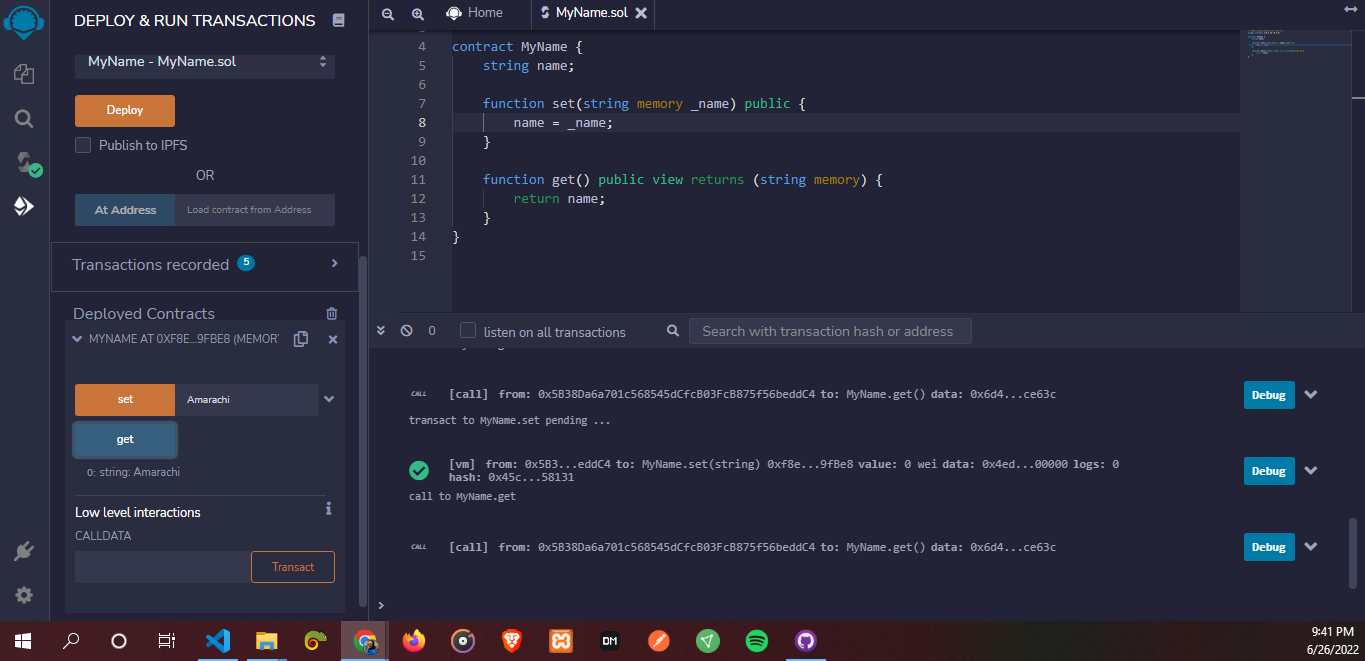 DEPLOY & RUN TRANSACTIONS
MyName - MyName.sol
Deploy
Publish to IPFS
OR
At Address
Load contract from Address
Transactions recorded 5
Deployed Contracts
MYNAME AT 0XF8E...9FBE8 (MEMOR
set
Amarachi
get
0: string: Amarachi
Low level interactions
CALLDATA
Transact
Home
MyName.sol
4 contract MyName {
5 string name;
6
7 function set(string memory _name) public {
8 name = _name;
9 }
10
11 function get() public view returns (string memory) {
12 return name;
13 }
14 }
15
0
listen on all transactions
Search with transaction hash or address
CALL [call] from: 0x5B38Da6a701c568545dCfcB03FcB875f56beddC4 to: MyName.get() data: 0x6d4...ce63c
Debug
transact to MyName.set pending ...
[vm] from: 0x5B3...eddC4 to: MyName.set(string) 0xf8e...9fBe8 value: 0 wei data: 0x4ed...00000 logs: 0
hash: 0x45c...58131
Debug
call to MyName.get
CALL [call] from: 0x5B38Da6a701c568545dCfcB03FcB875f56beddC4 to: MyName.get() data: 0x6d4...ce63c
Debug
>
DM
9:41 PM
6/26/2022